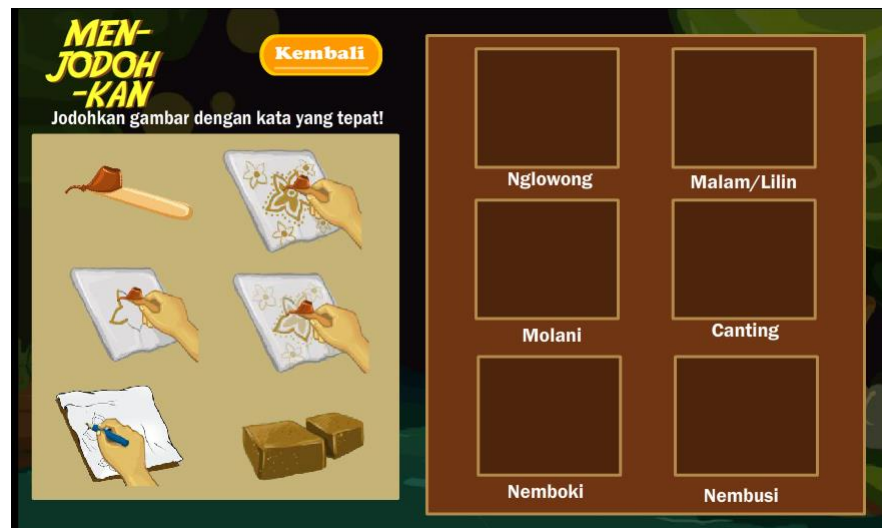 MEN-
JODOH
-KAN
Kembali
Jodohkan gambar dengan kata yang tepat!
Nglowong
Malam/Lilin
Molani
Canting
Nemboki
Nembusi